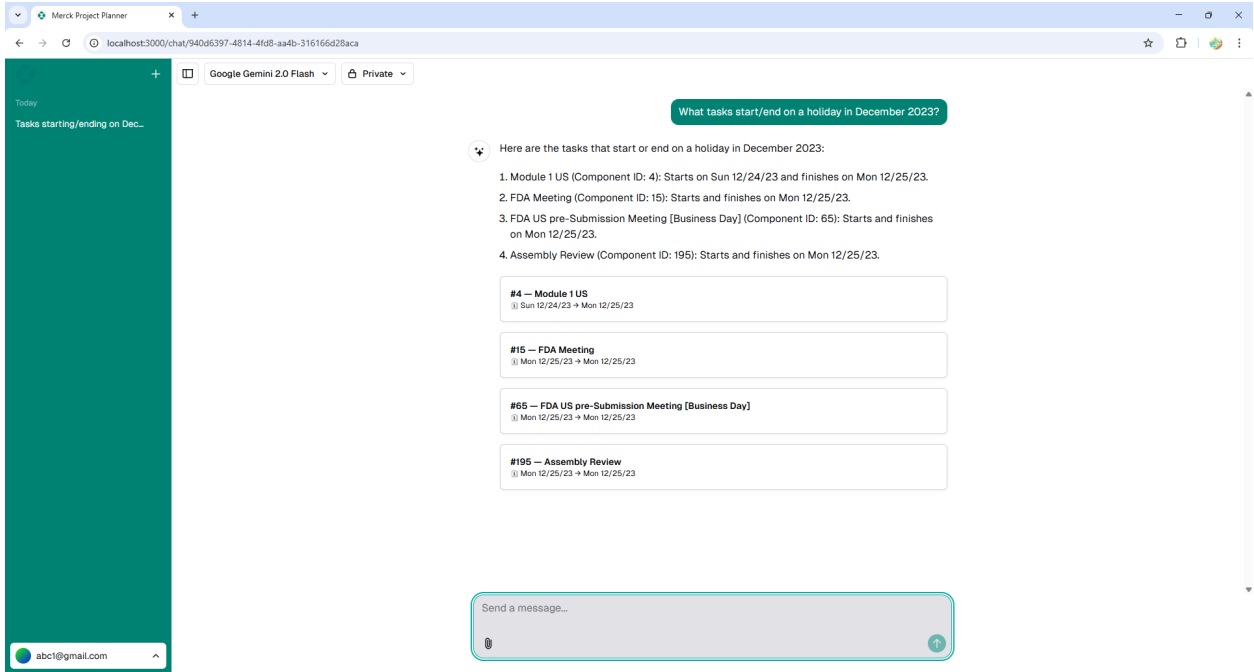 Merck Project Planner
localhost:3000/chat/940d6397-4814-4fd8-aa4b-316166d28aca
Google Gemini 2.0 Flash
Private
Today
Tasks starting/ending on Dec...
What tasks start/end on a holiday in December 2023?
Here are the tasks that start or end on a holiday in December 2023:
1. Module 1 US (Component ID: 4): Starts on Sun 12/24/23 and finishes on Mon 12/25/23.
2. FDA Meeting (Component ID: 15): Starts and finishes on Mon 12/25/23.
3. FDA US pre-Submission Meeting [Business Day] (Component ID: 65): Starts and finishes
on Mon 12/25/23.
4. Assembly Review (Component ID: 195): Starts and finishes on Mon 12/25/23.
#4 — Module 1 US
Sun 12/24/23 → Mon 12/25/23
#15 — FDA Meeting
Mon 12/25/23 → Mon 12/25/23
#65 — FDA US pre-Submission Meeting [Business Day]
Mon 12/25/23 → Mon 12/25/23
#195 — Assembly Review
Mon 12/25/23 → Mon 12/25/23
Send a message...
abc1@gmail.com